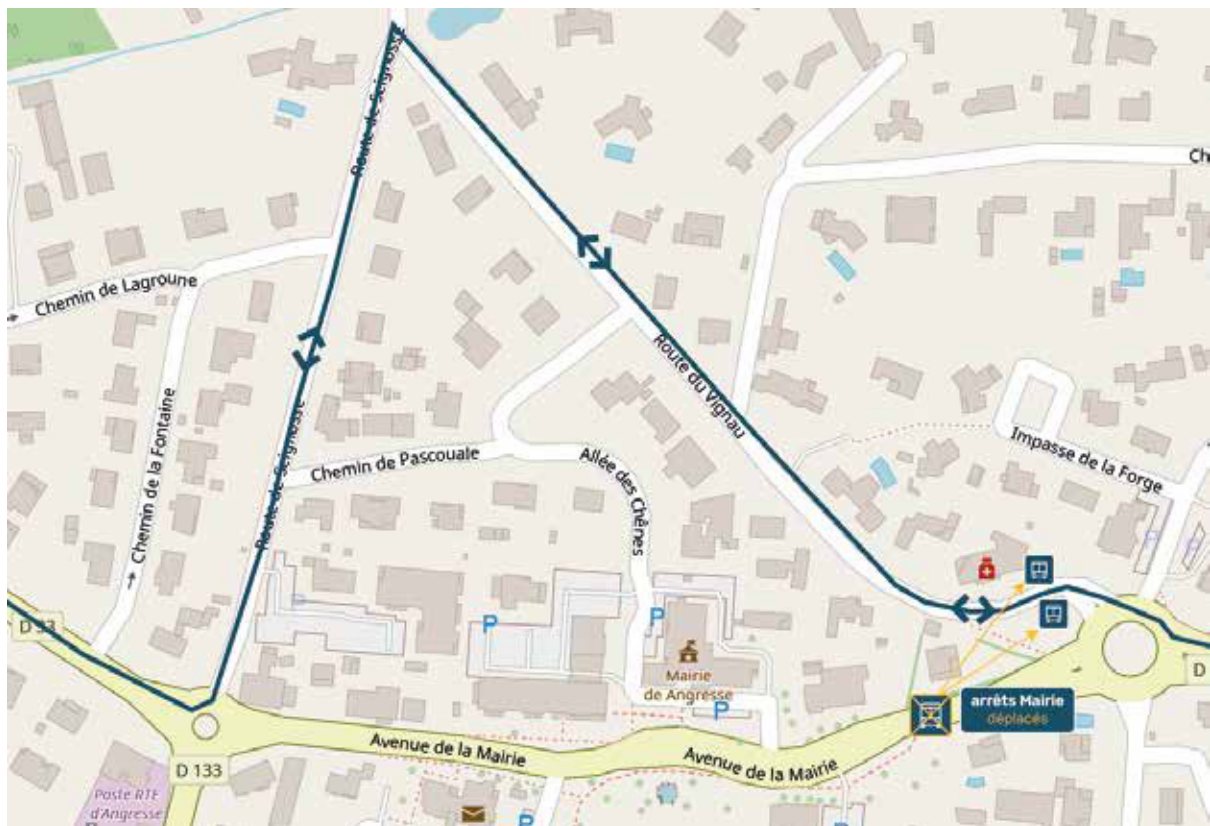 Route de Seignosse
Ch
Chemin de Lagroune
Route du Vignau
Chemin de la Fontaine
Route de Seignosse
Chemin de Pascouale
Allée des Chênes
Impasse de la Forge
D 33
P
P
Mairie
de Angresse
P
arrêts Mairie
déplacés
D
Avenue de la Mairie
Avenue de la Mairie
D 133
Poste RTE
d'Angresse
P